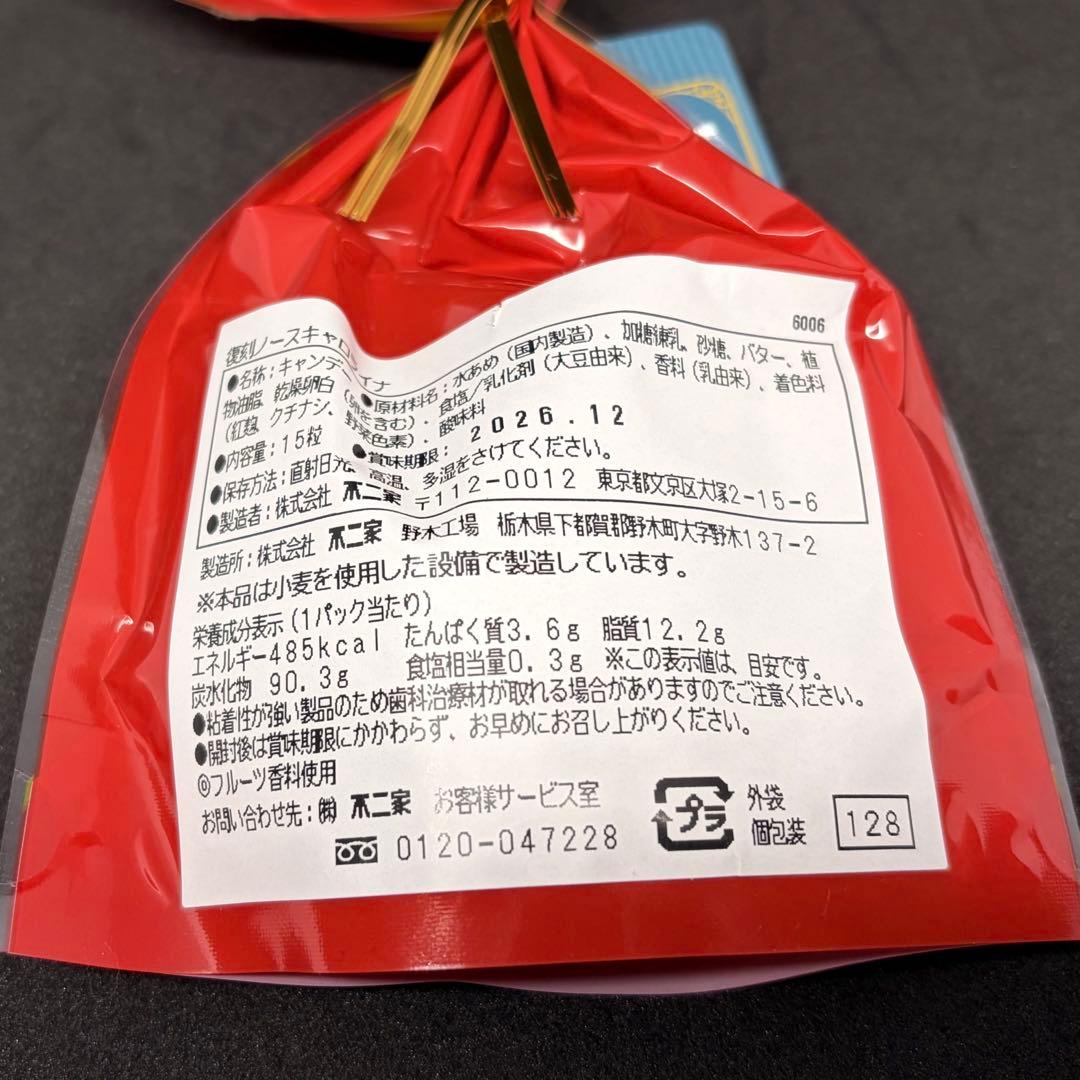 6006
復刻ノースキャロライナ
●名称：キャンデー ●原材料名：水あめ（国内製造）、加糖練乳、砂糖、バター、植
物油脂、乾燥卵白（卵を含む）、食塩／乳化剤（大豆由来）、香料（乳由来）、着色料
（紅麹、クチナシ、野菜色素）、酸味料
●内容量：15粒 ●賞味期限：2026.12
●保存方法：直射日光、高温、多湿をさけてください。
●製造者：株式会社 不二家 〒112-0012 東京都文京区大塚2-15-6
製造所：株式会社 不二家 野木工場 栃木県下都賀郡野木町大字野木137-2
※本品は小麦を使用した設備で製造しています。
栄養成分表示（1パック当たり）
エネルギー485kcal たんぱく質3.6g 脂質12.2g
炭水化物 90.3g 食塩相当量0.3g ※この表示値は、目安です。
●粘着性が強い製品のため歯科治療材が取れる場合がありますのでご注意ください。
●開封後は賞味期限にかかわらず、お早めにお召し上がりください。
◎フルーツ香料使用
お問い合わせ先：㈱ 不二家 お客様サービス室
0120-047228
プラ
外袋
個包装
128